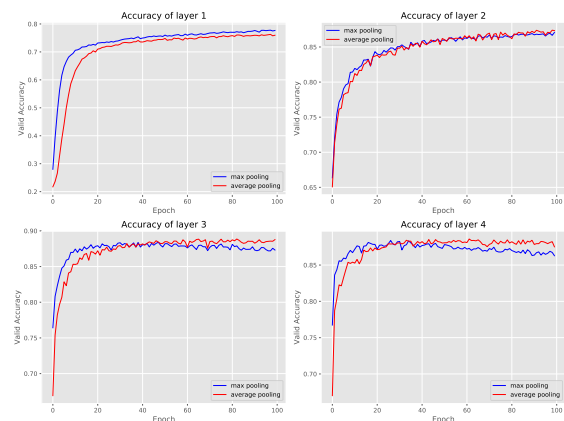 Accuracy of layer 1
Valid Accuracy
0.8
0.7
0.6
0.5
0.4
0.3
0.2
max pooling
average pooling
0 20 40 60 80 100
Epoch
Accuracy of layer 2
Valid Accuracy
max pooling
average pooling
0.85
0.80
0.75
0.70
0.65
0 20 40 60 80 100
Epoch
Accuracy of layer 3
Valid Accuracy
0.90
0.85
0.80
0.75
0.70
max pooling
average pooling
0 20 40 60 80 100
Epoch
Accuracy of layer 4
Valid Accuracy
0.85
0.80
0.75
0.70
max pooling
average pooling
0 20 40 60 80 100
Epoch